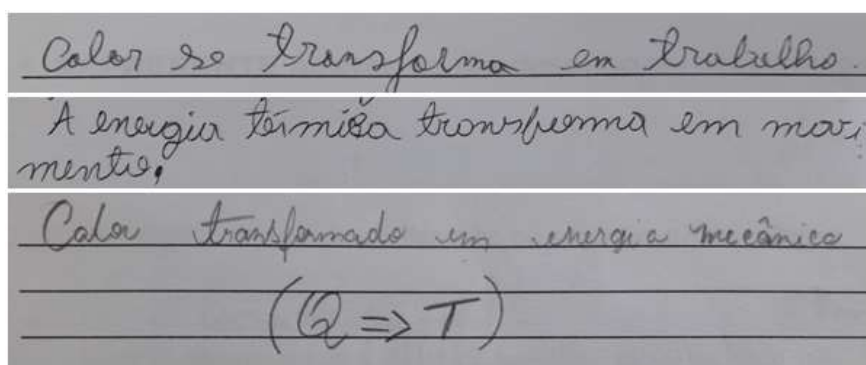 Calor se transforma em trabalho.
A energia térmica transforma em movi
mento.
Calor transformado em energia mecânica
(Q => T)